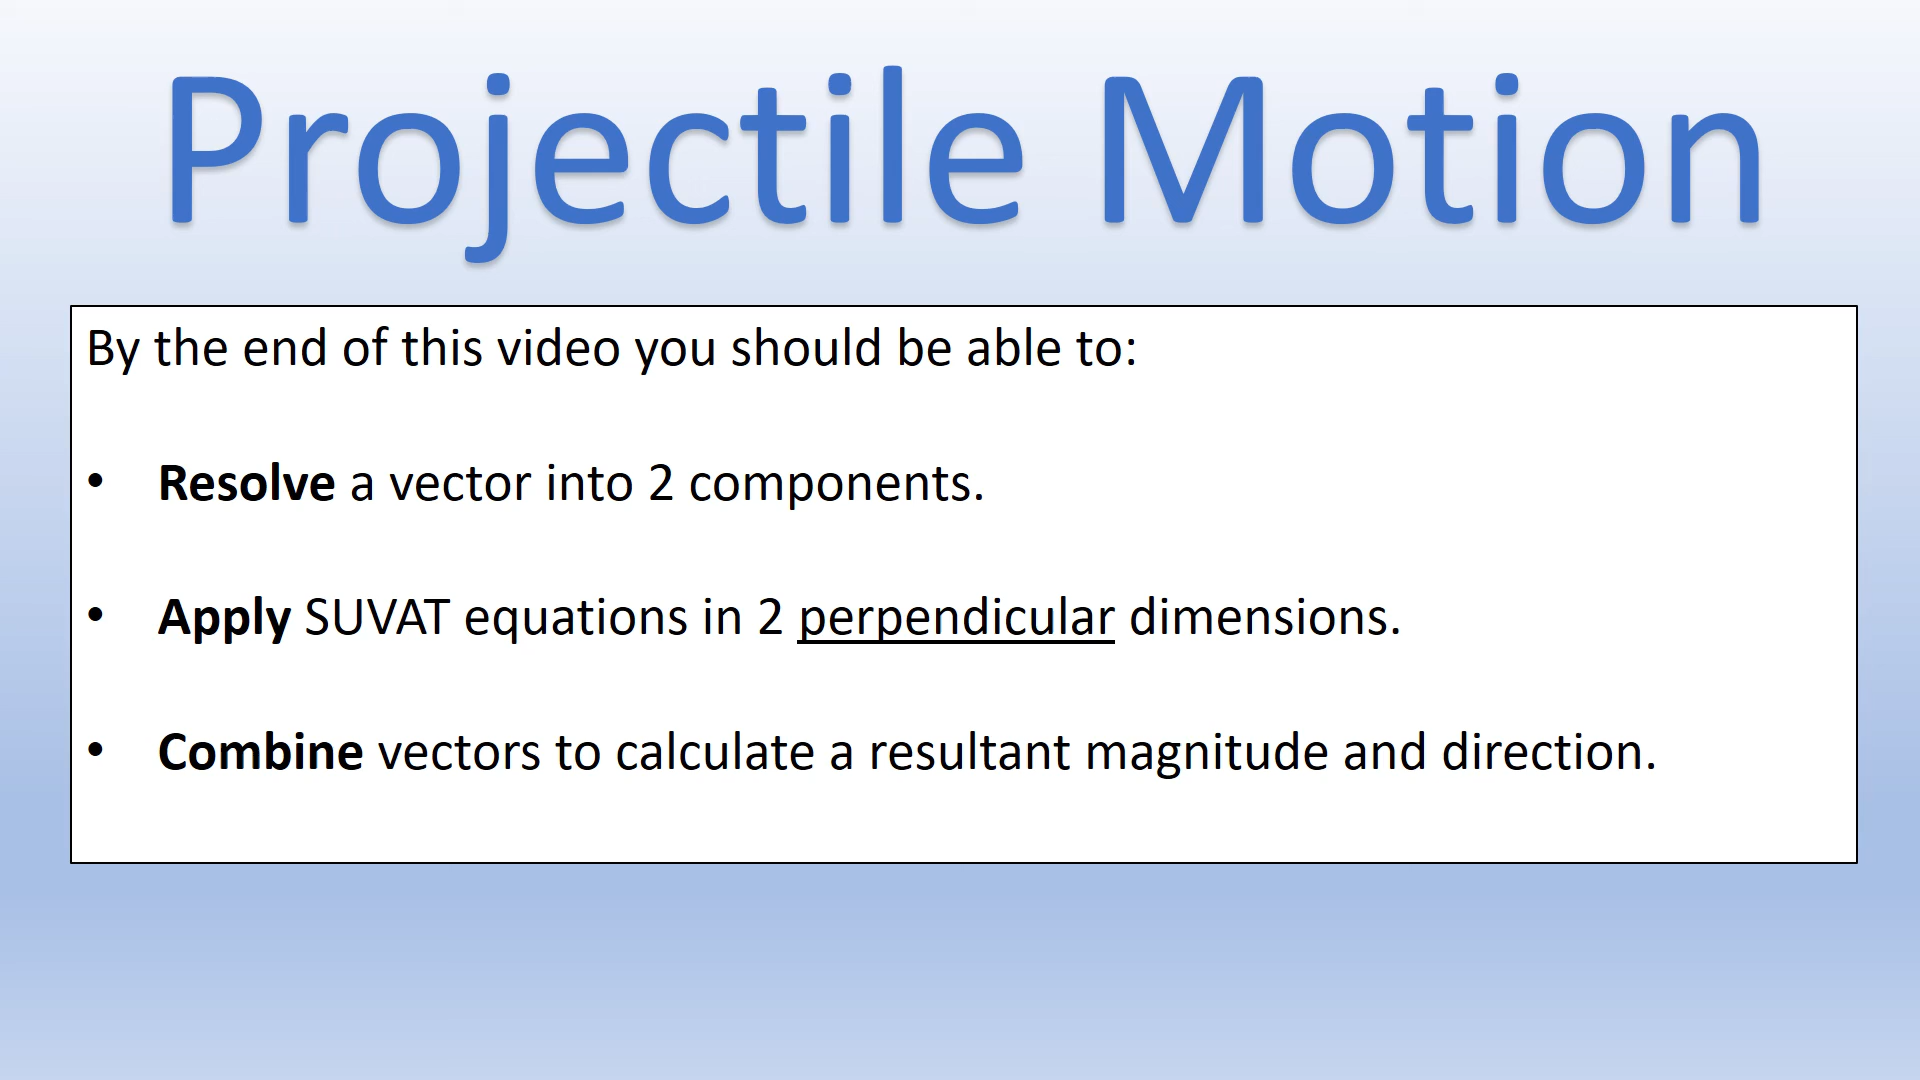 Projectile Motion
By the end of this video you should be able to:
• Resolve a vector into 2 components.
• Apply SUVAT equations in 2 perpendicular dimensions.
• Combine vectors to calculate a resultant magnitude and direction.